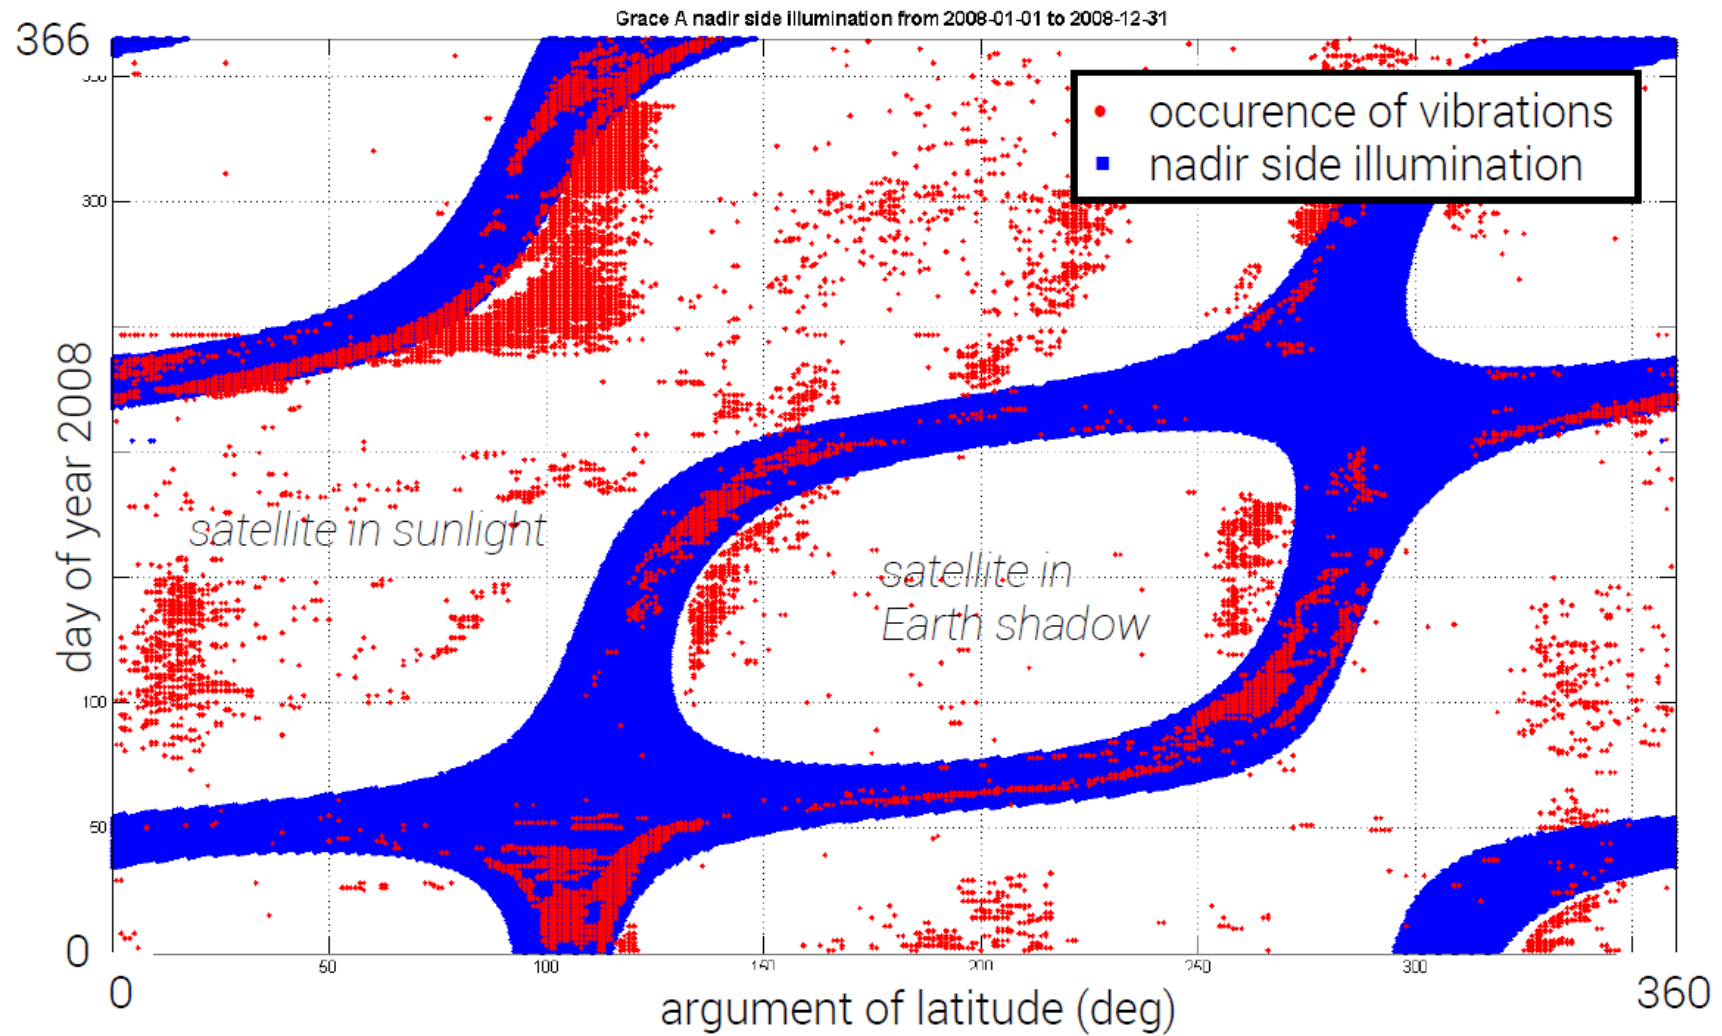 Grace A nadir side illumination from 2008-01-01 to 2008-12-31
366
occurence of vibrations
nadir side illumination
300
day of year 2008
satellite in sunlight
satellite in
Earth shadow
100
50
0
50
100
200
300
0
360
argument of latitude (deg)